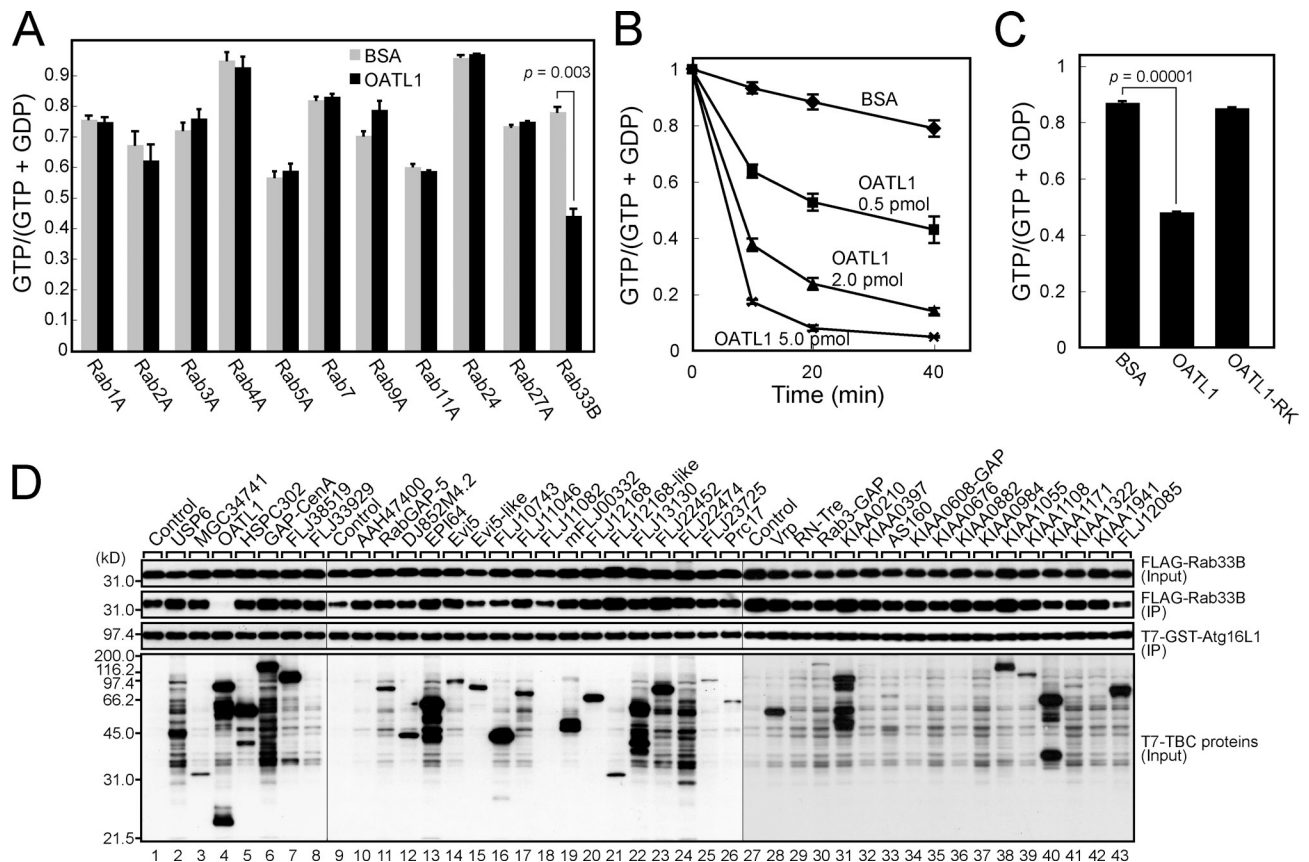 A
BSA
OATL1
p = 0.003
GTP/(GTP + GDP)
0.9
0.8
0.7
0.6
0.5
0.4
0.3
0.2
0.1
0
Rab1A
Rab2A
Rab3A
Rab4A
Rab5A
Rab7
Rab9A
Rab11A
Rab24
Rab27A
Rab33B
B
GTP/(GTP + GDP)
1
0.8
0.6
0.4
0.2
0
BSA
OATL1
0.5 pmol
OATL1
2.0 pmol
OATL1 5.0 pmol
0
20
40
Time (min)
C
GTP/(GTP + GDP)
1
0.8
0.6
0.4
0.2
0
p = 0.00001
BSA
OATL1
OATL1-RK
D
Control
USP6
MGC34741
OATL1
HSPC302
GAP-CenA
FLJ38519
FLJ33929
Control
AAH47400
RabGAP-5
DJ852M4.2
EPI64
Evi5
Evi5-like
FLJ10743
FLJ11046
FLJ11082
mFLJ00332
FLJ12168
FLJ12168-like
FLJ13130
FLJ22452
FLJ22474
FLJ23725
Prc17
Control
Vrp
RN-Tre
Rab3-GAP
KIAA0210
KIAA0397
AS160
KIAA0608-GAP
KIAA0676
KIAA0882
KIAA0984
KIAA1055
KIAA1108
KIAA1171
KIAA1322
KIAA1941
FLJ12085
(kD)
31.0
FLAG-Rab33B
(Input)
31.0
FLAG-Rab33B
(IP)
97.4
T7-GST-Atg16L1
(IP)
200.0
116.2
97.4
66.2
45.0
31.0
21.5
T7-TBC proteins
(Input)
1 2 3 4 5 6 7 8 9 10 11 12 13 14 15 16 17 18 19 20 21 22 23 24 25 26 27 28 29 30 31 32 33 34 35 36 37 38 39 40 41 42 43